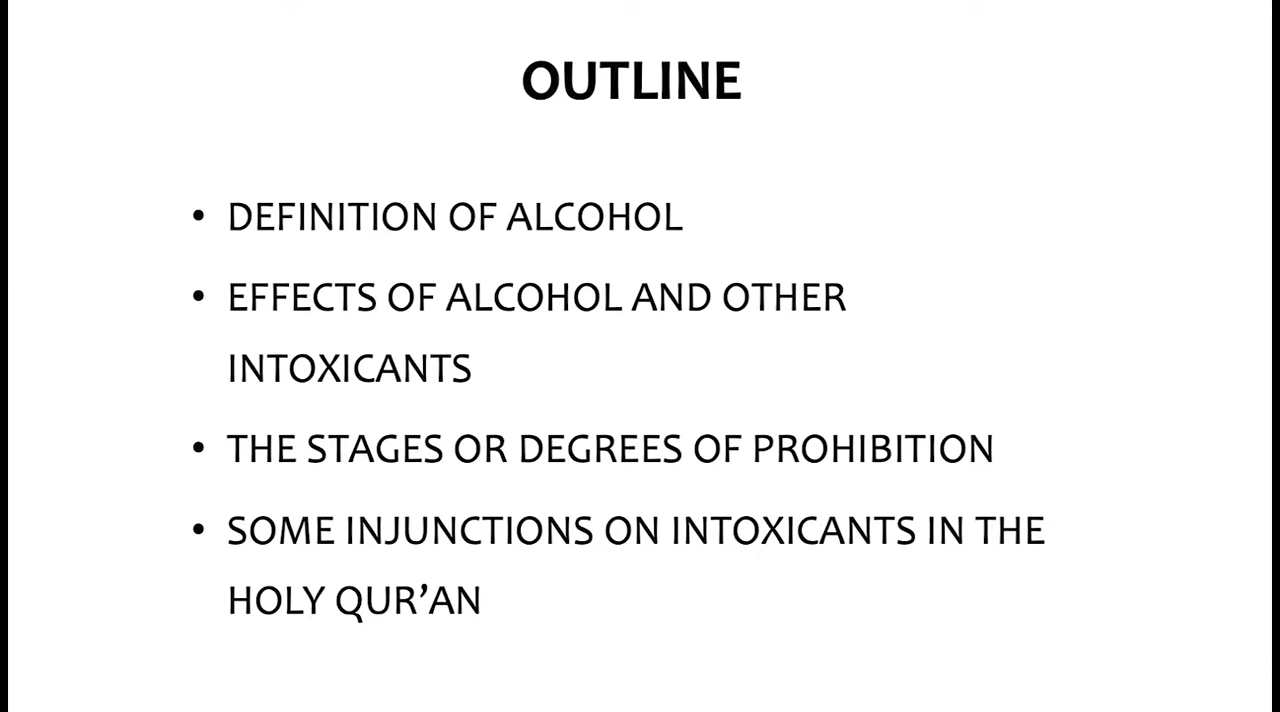 OUTLINE
• DEFINITION OF ALCOHOL
• EFFECTS OF ALCOHOL AND OTHER
INTOXICANTS
• THE STAGES OR DEGREES OF PROHIBITION
• SOME INJUNCTIONS ON INTOXICANTS IN THE
HOLY QUR’AN